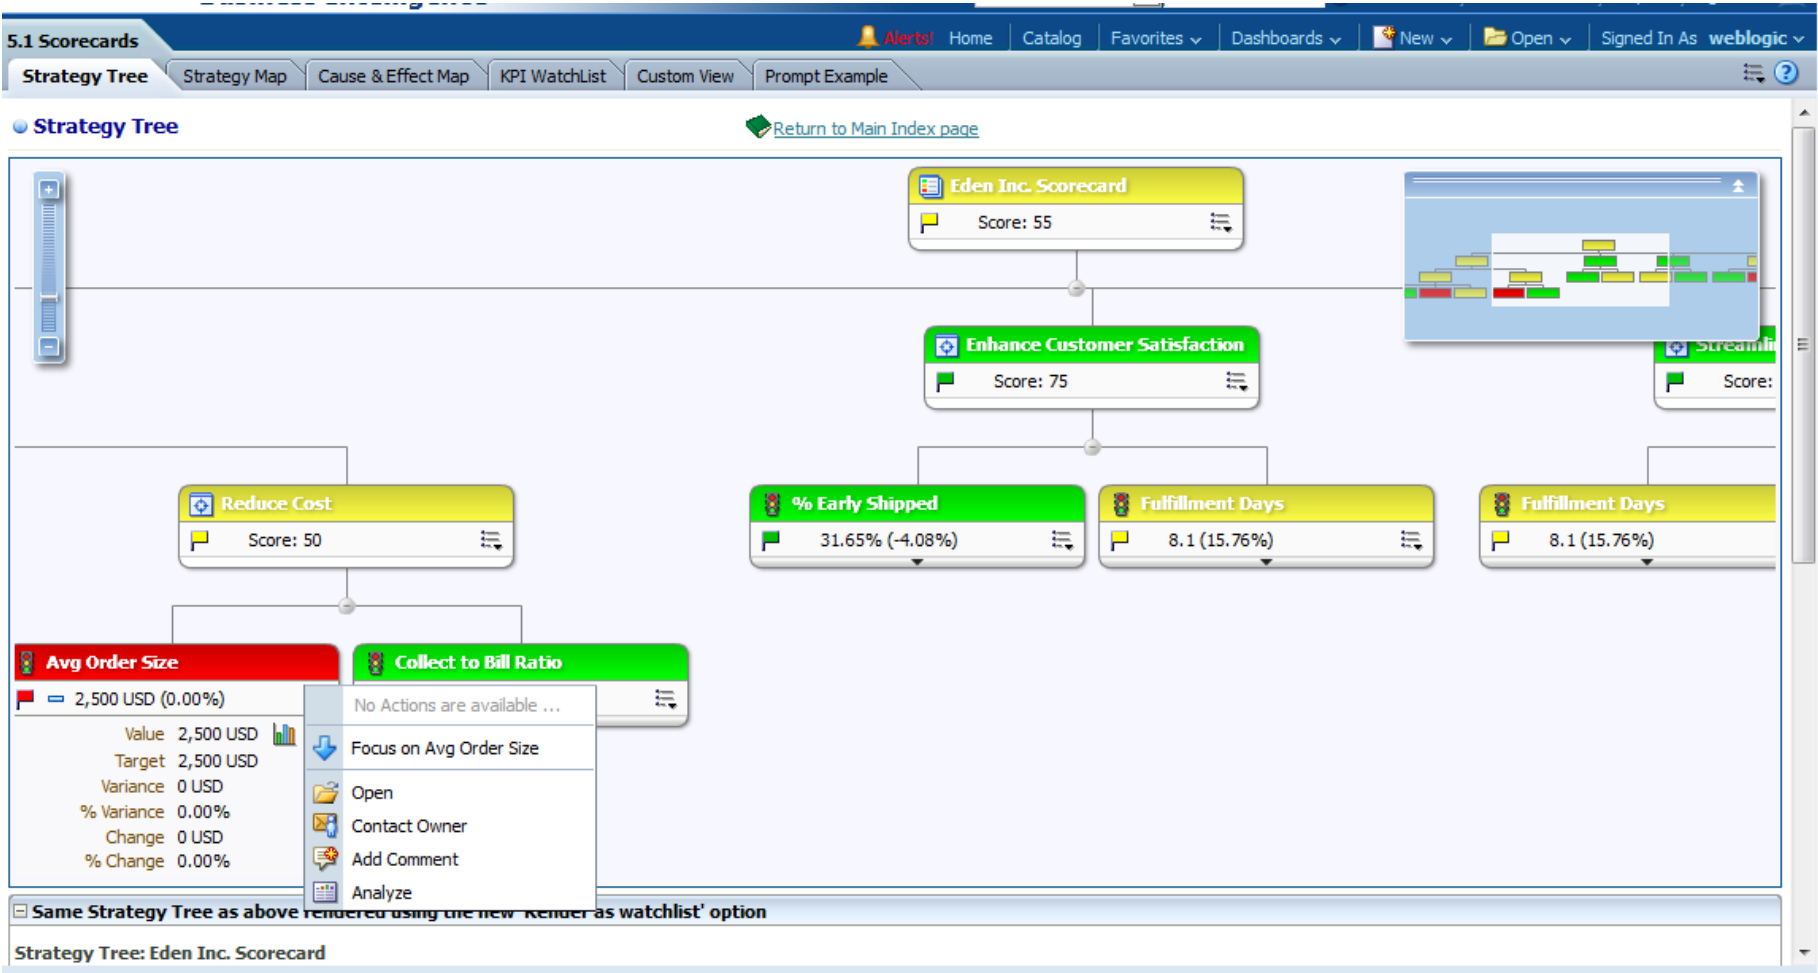 5.1 Scorecards
Alerts! Home Catalog Favorites Dashboards New Open Signed In As weblogic
Strategy Tree Strategy Map Cause & Effect Map KPI WatchList Custom View Prompt Example
Strategy Tree
Return to Main Index page
Eden Inc. Scorecard
Score: 55
Enhance Customer Satisfaction
Score: 75
Score:
Reduce Cost
Score: 50
% Early Shipped
31.65% (-4.08%)
Fulfillment Days
8.1 (15.76%)
Fulfillment Days
8.1 (15.76%)
Avg Order Size
2,500 USD (0.00%)
Value 2,500 USD
Target 2,500 USD
Variance 0 USD
% Variance 0.00%
Change 0 USD
% Change 0.00%
Collect to Bill Ratio
No Actions are available ...
Focus on Avg Order Size
Open
Contact Owner
Add Comment
Analyze
Same Strategy Tree as above rendered using the new 'Render as watchlist' option
Strategy Tree: Eden Inc. Scorecard